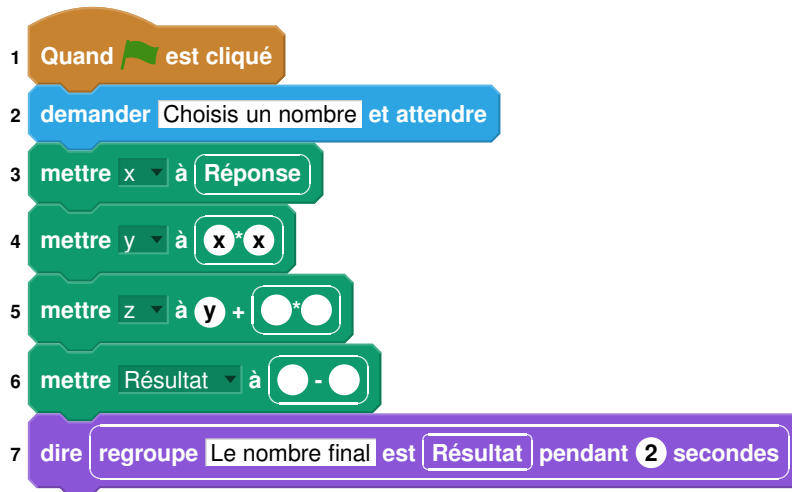 1 Quand est cliqué
2 demander Choisis un nombre et attendre
3 mettre x à Réponse
4 mettre y à x * x
5 mettre z à y + *
6 mettre Résultat à -
7 dire regroupe Le nombre final est Résultat pendant 2 secondes